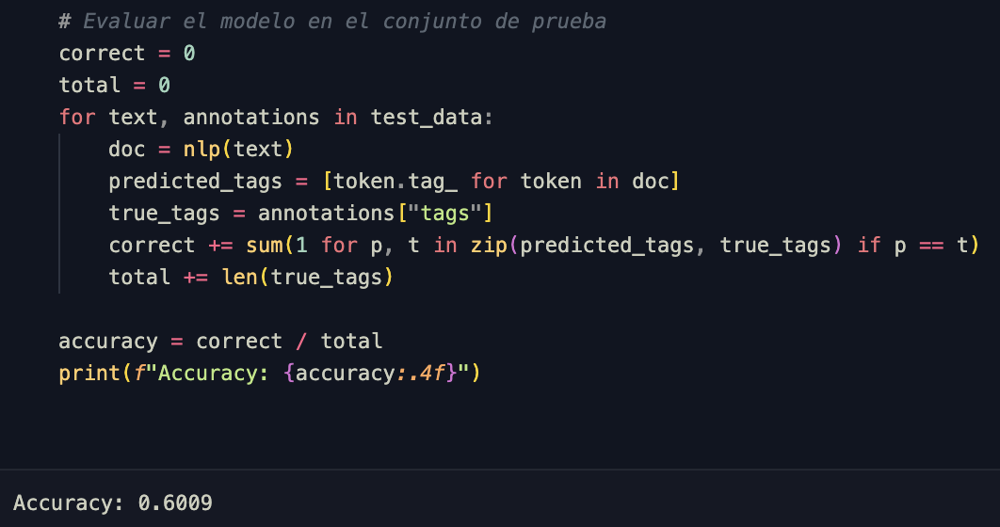 # Evaluar el modelo en el conjunto de prueba
correct = 0
total = 0
for text, annotations in test_data:
    doc = nlp(text)
    predicted_tags = [token.tag_ for token in doc]
    true_tags = annotations["tags"]
    correct += sum(1 for p, t in zip(predicted_tags, true_tags) if p == t)
    total += len(true_tags)
accuracy = correct / total
print(f"Accuracy: {accuracy:.4f}")
Accuracy: 0.6009